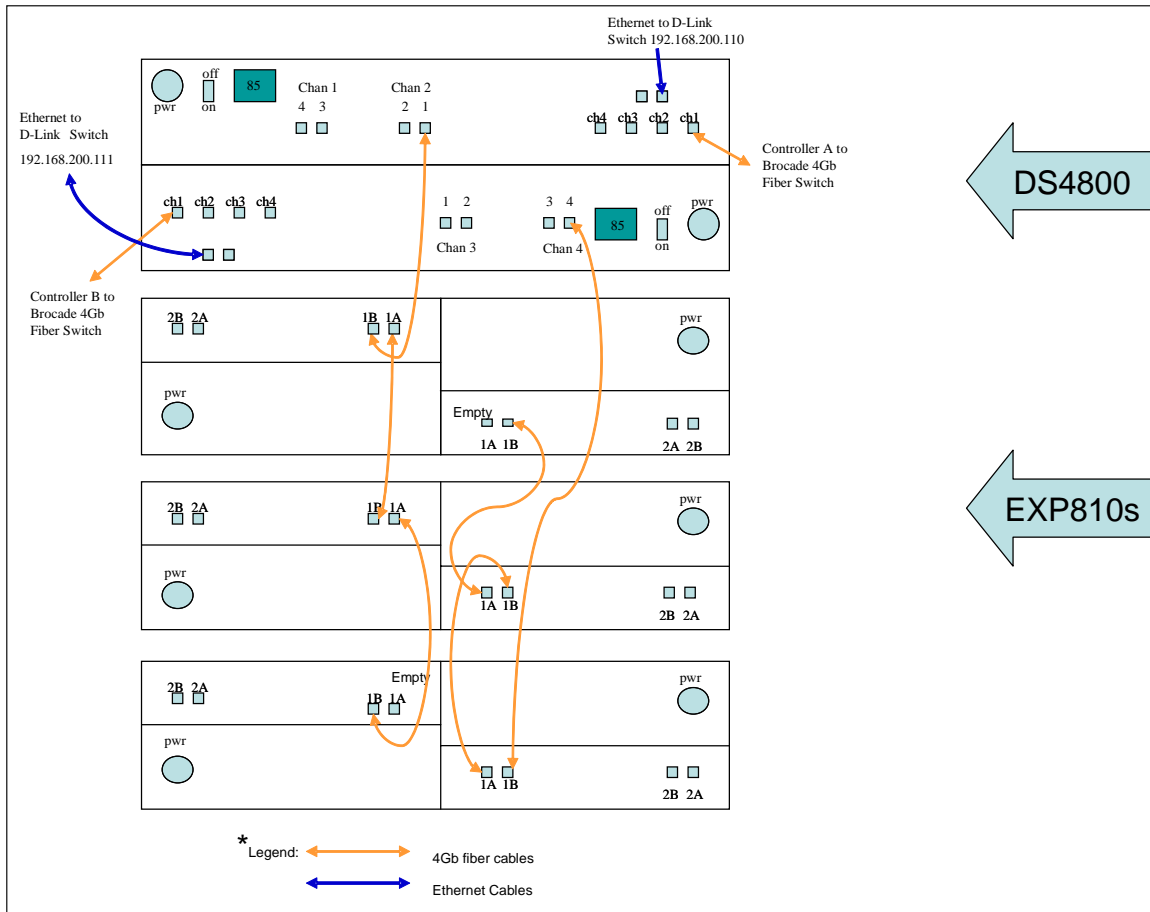 Ethernet to D-Link
Switch 192.168.200.110
off
85
pwr
on
Chan 1
4 3
Chan 2
2 1
ch4 ch3 ch2 ch1
Ethernet to
D-Link Switch
192.168.200.111
Controller A to
Brocade 4Gb
Fiber Switch
DS4800
ch1 ch2 ch3 ch4
1 2
Chan 3
3 4
Chan 4
85
off
on
pwr
Controller B to
Brocade 4Gb
Fiber Switch
2B 2A
1B 1A
pwr
pwr
Empty
1A 1B
2A 2B
EXP810s
2B 2A
1B 1A
pwr
pwr
1A 1B
2B 2A
2B 2A
Empty
1B 1A
pwr
pwr
1A 1B
2B 2A
*Legend:
4Gb fiber cables
Ethernet Cables